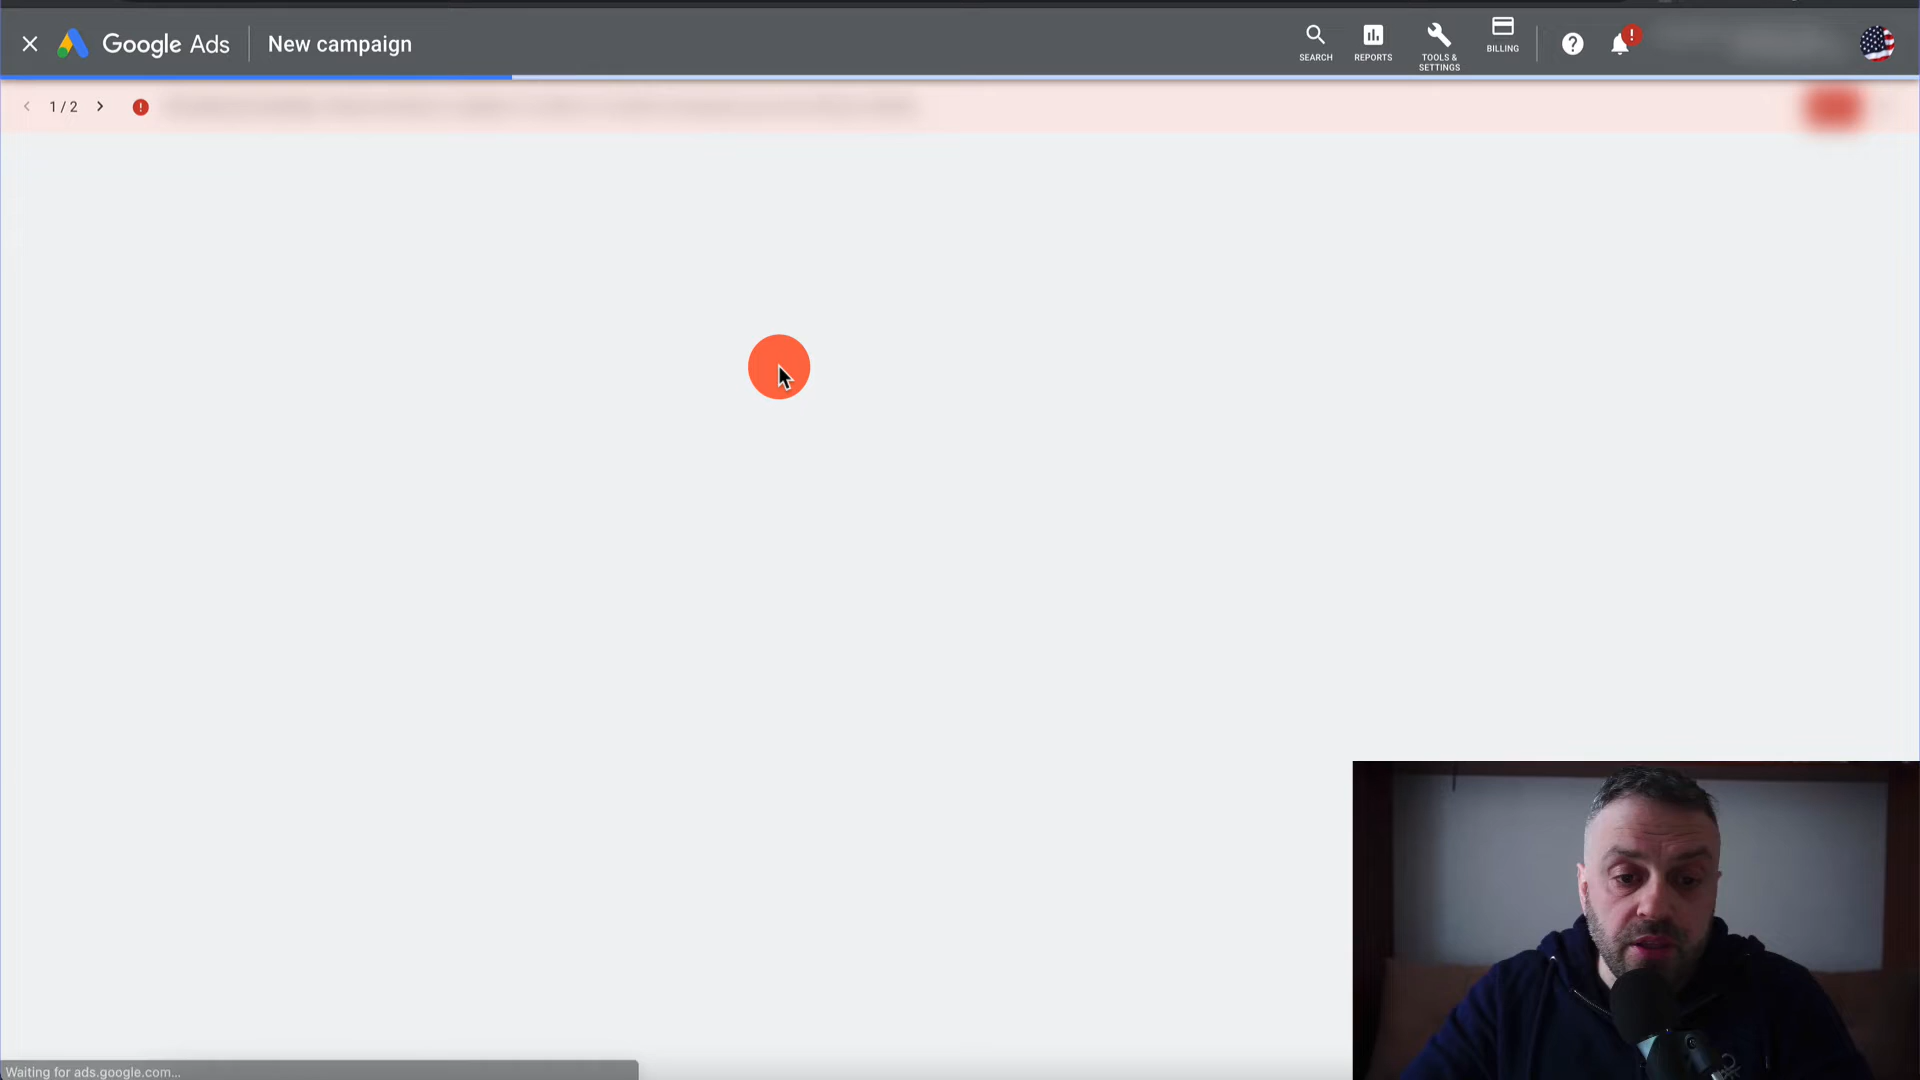 Google Ads
New campaign
SEARCH
REPORTS
TOOLS &
SETTINGS
BILLING
?
!
1 / 2
!
Waiting for ads.google.com...